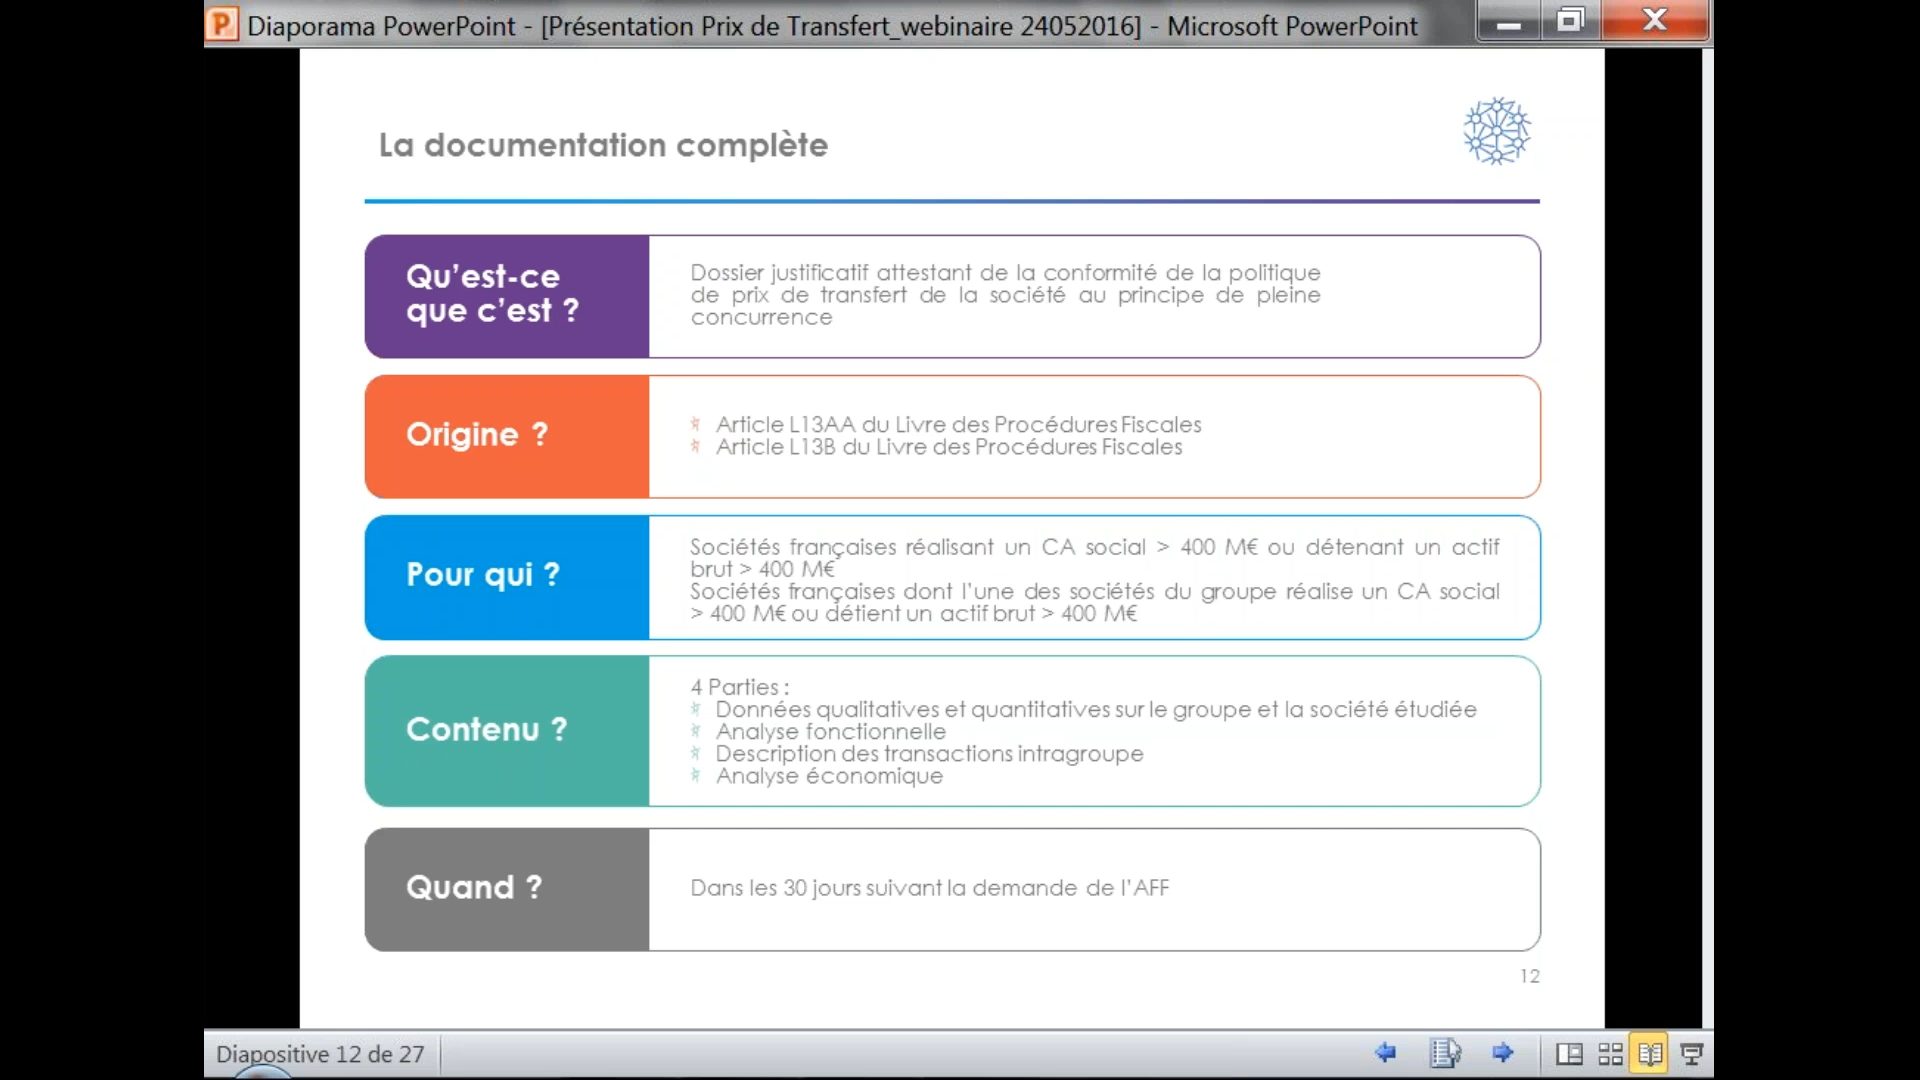 Diaporama PowerPoint - [Présentation Prix de Transfert_webinaire 24052016] - Microsoft PowerPoint
La documentation complète
Qu’est-ce
que c’est ?
Dossier justificatif attestant de la conformité de la politique
de prix de transfert de la société au principe de pleine
concurrence
Origine ?
Article L13AA du Livre des Procédures Fiscales
Article L13B du Livre des Procédures Fiscales
Pour qui ?
Sociétés françaises réalisant un CA social > 400 M€ ou détenant un actif
brut > 400 M€
Sociétés françaises dont l’une des sociétés du groupe réalise un CA social
> 400 M€ ou détient un actif brut > 400 M€
Contenu ?
4 Parties :
Données qualitatives et quantitatives sur le groupe et la société étudiée
Analyse fonctionnelle
Description des transactions intragroupe
Analyse économique
Quand ?
Dans les 30 jours suivant la demande de l’AFF
12
Diapositive 12 de 27